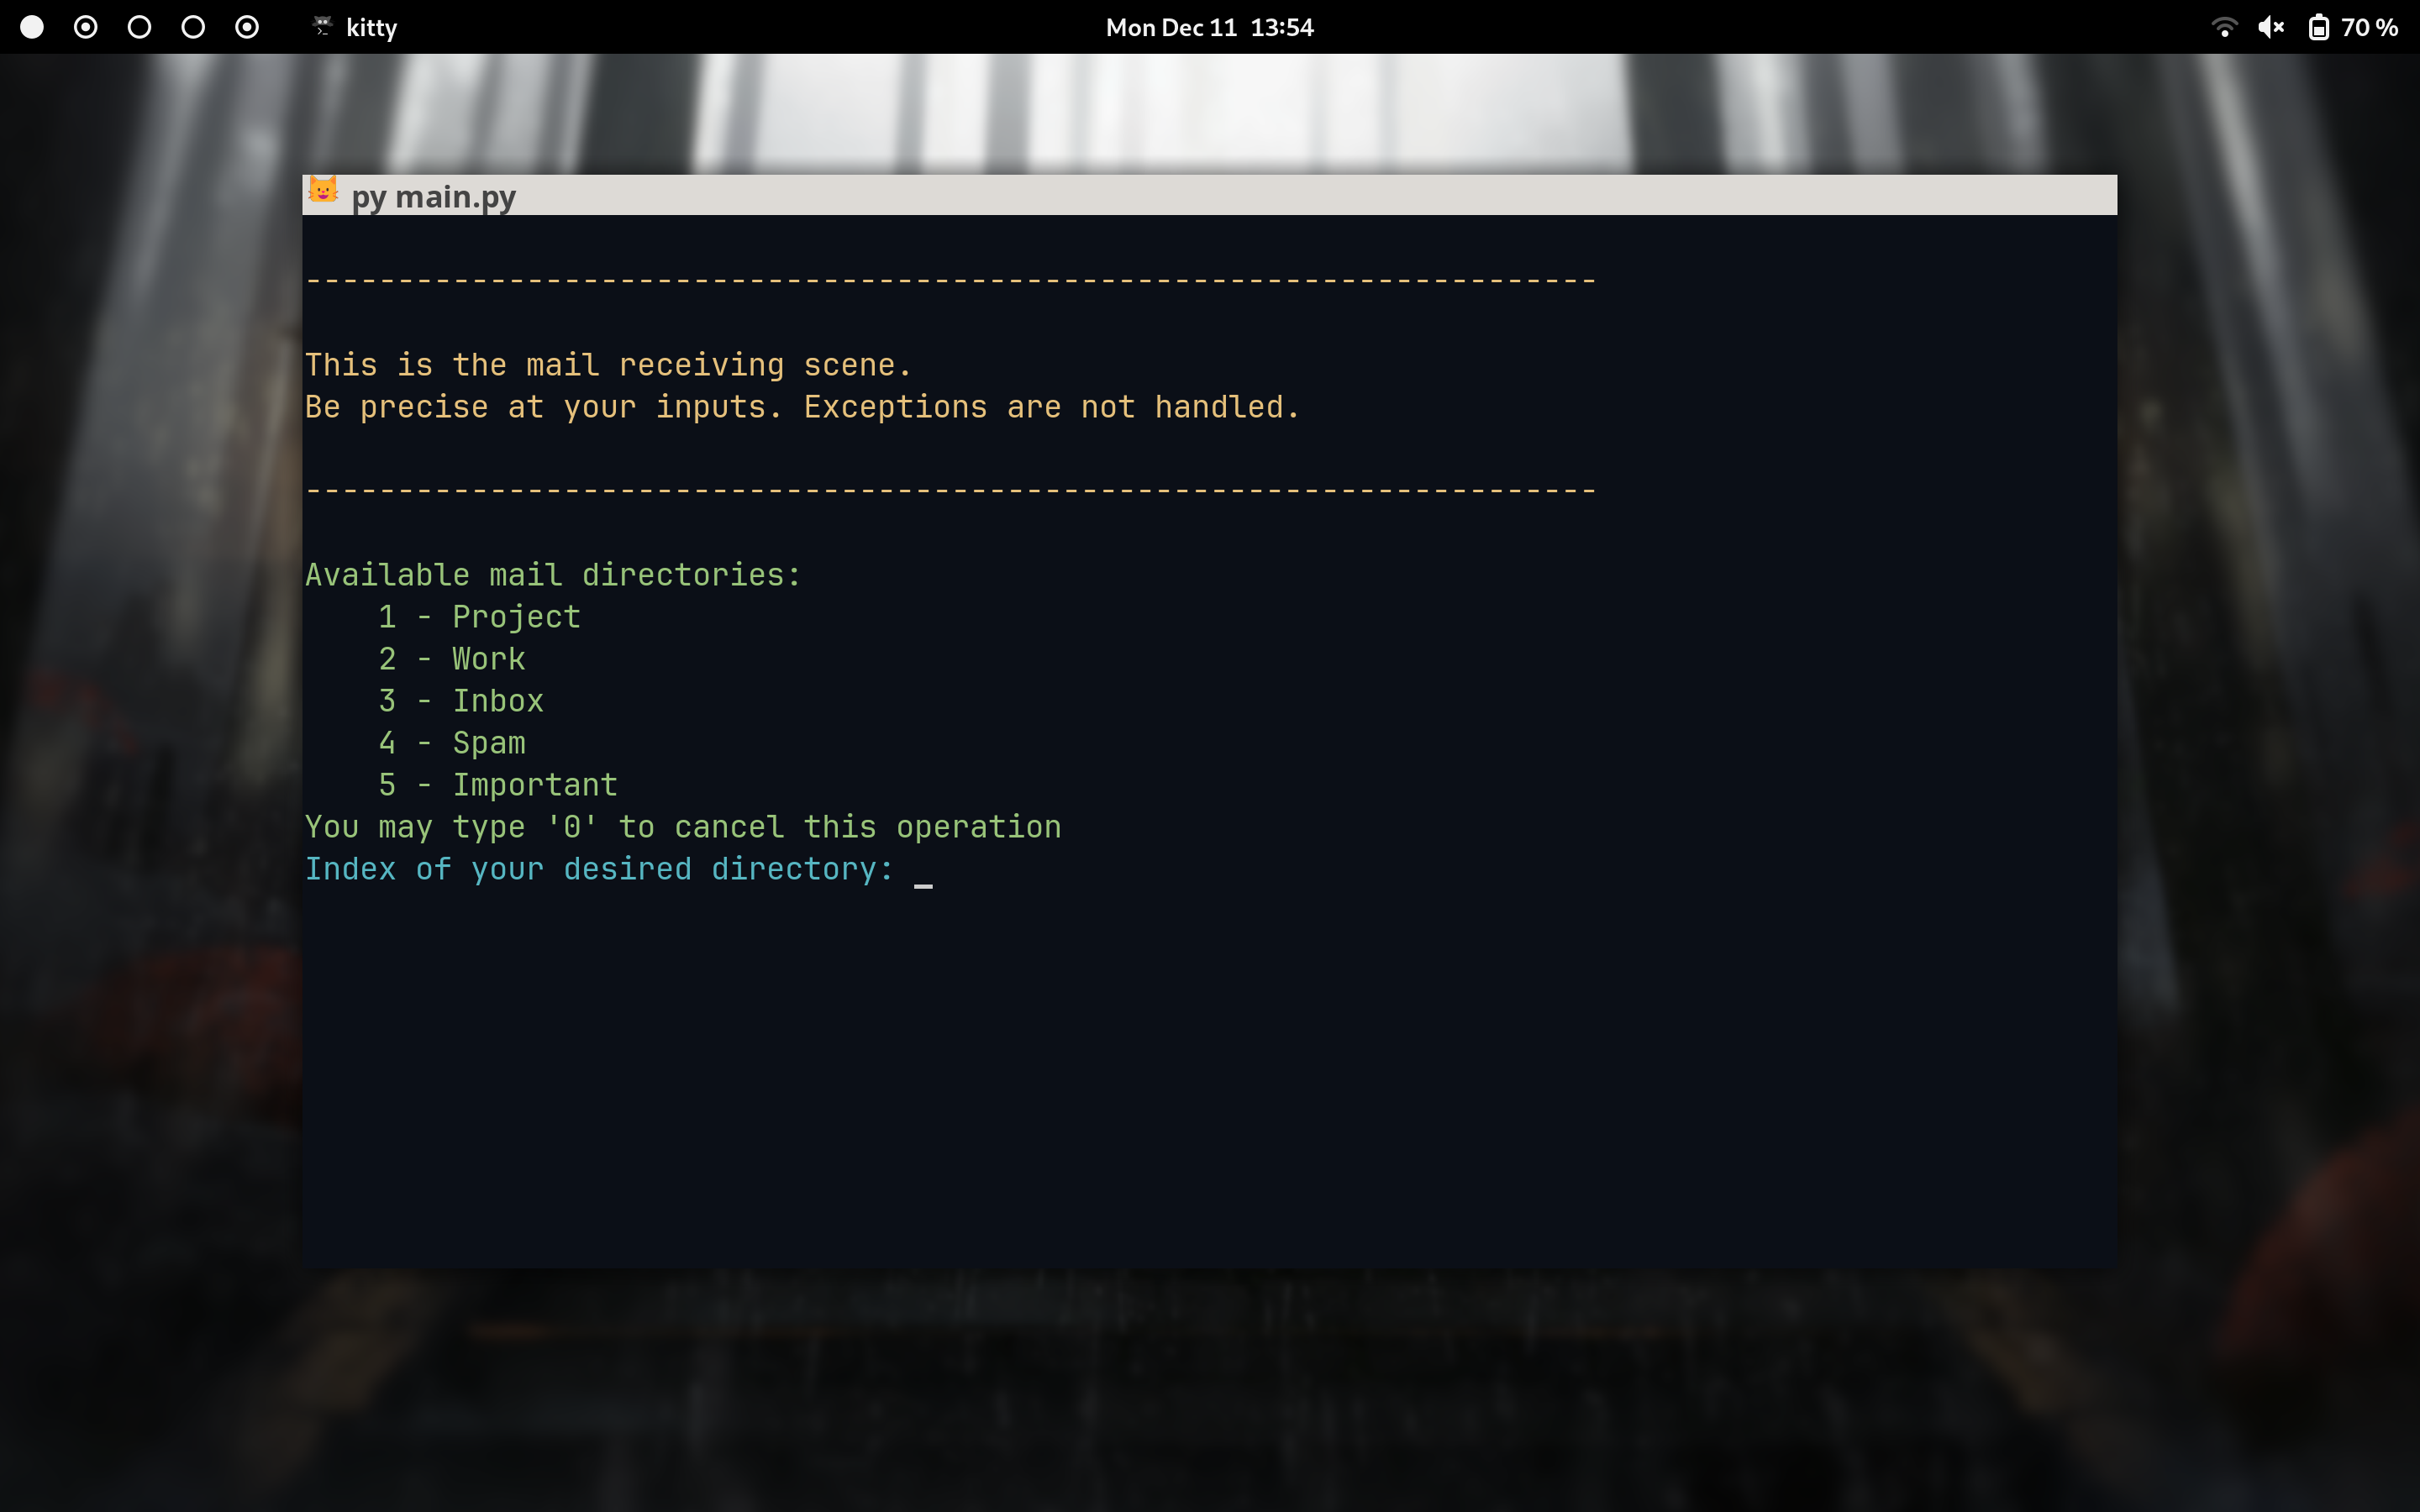 kitty
Mon Dec 11 13:54
70 %
py main.py
----------------------------------------------------------------------
This is the mail receiving scene.
Be precise at your inputs. Exceptions are not handled.
----------------------------------------------------------------------
Available mail directories:
    1 - Project
    2 - Work
    3 - Inbox
    4 - Spam
    5 - Important
You may type '0' to cancel this operation
Index of your desired directory: _